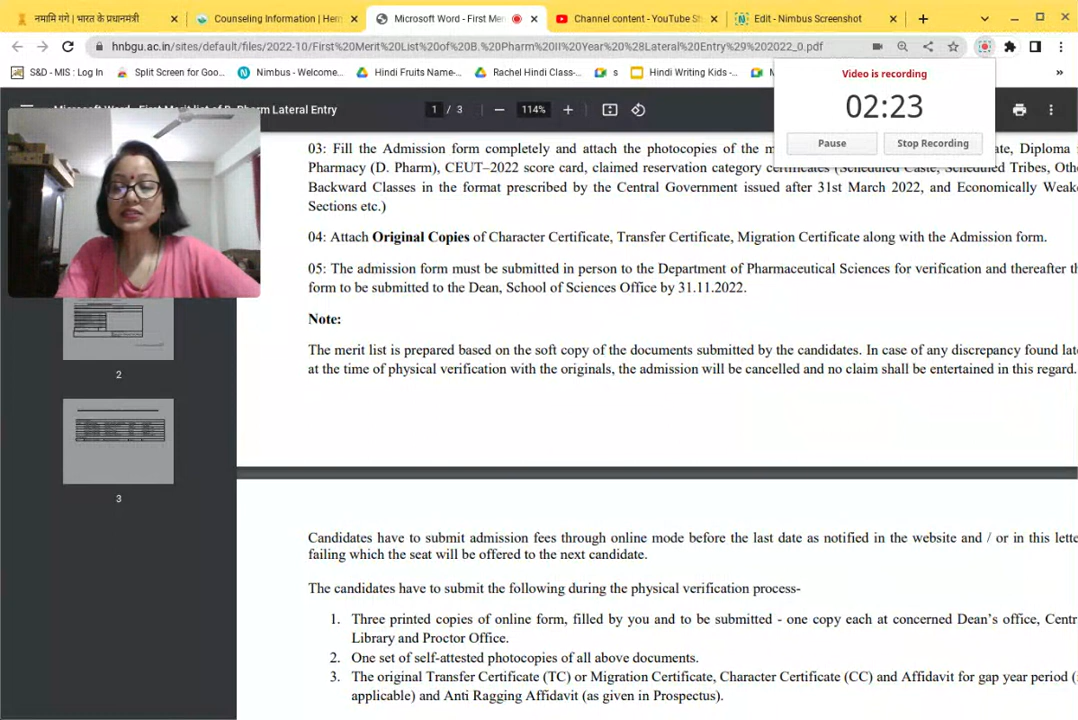 नमामि गंगे | भारत के प्रधानमंत्री
Counseling Information | Hem
Microsoft Word - First Mer
Channel content - YouTube St
Edit - Nimbus Screenshot
hnbgu.ac.in/sites/default/files/2022-10/First%20Merit%20List%20of%20B.%20Pharm%20II%20Year%20%28Lateral%20Entry%29%202022_0.pdf
S&D - MIS : Log In
Split Screen for Goo...
Nimbus - Welcome...
Hindi Fruits Name-...
Rachel Hindi Class-...
s
Hindi Writing Kids -...
Video is recording
02:23
Pause
Stop Recording
1 / 3
114%
03: Fill the Admission form completely and attach the photocopies of the m
ate, Diploma
Pharmacy (D. Pharm), CEUT–2022 score card, claimed reservation category certificates (Scheduled Caste, Scheduled Tribes, Othe
Backward Classes in the format prescribed by the Central Government issued after 31st March 2022, and Economically Weake
Sections etc.)
04: Attach Original Copies of Character Certificate, Transfer Certificate, Migration Certificate along with the Admission form.
05: The admission form must be submitted in person to the Department of Pharmaceutical Sciences for verification and thereafter th
form to be submitted to the Dean, School of Sciences Office by 31.11.2022.
Note:
The merit list is prepared based on the soft copy of the documents submitted by the candidates. In case of any discrepancy found late
at the time of physical verification with the originals, the admission will be cancelled and no claim shall be entertained in this regard.
2
3
Candidates have to submit admission fees through online mode before the last date as notified in the website and / or in this lette
failing which the seat will be offered to the next candidate.
The candidates have to submit the following during the physical verification process-
1. Three printed copies of online form, filled by you and to be submitted - one copy each at concerned Dean's office, Centr
Library and Proctor Office.
2. One set of self-attested photocopies of all above documents.
3. The original Transfer Certificate (TC) or Migration Certificate, Character Certificate (CC) and Affidavit for gap year period (
applicable) and Anti Ragging Affidavit (as given in Prospectus).